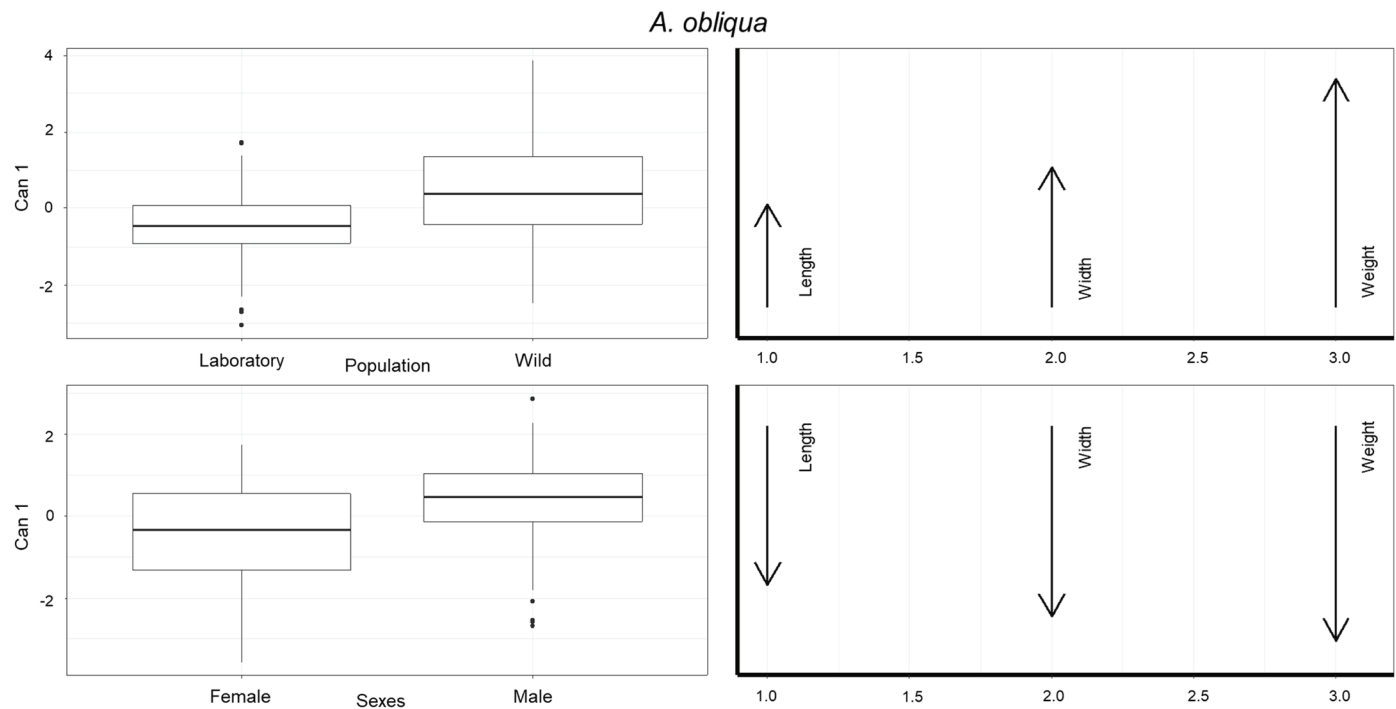 A. obliqua
4
2
0
-2
Can 1
Laboratory
Population
Wild
Length
Width
Weight
1.0
1.5
2.0
2.5
3.0
2
0
-2
Can 1
Female
Sexes
Male
Length
Width
Weight
1.0
1.5
2.0
2.5
3.0